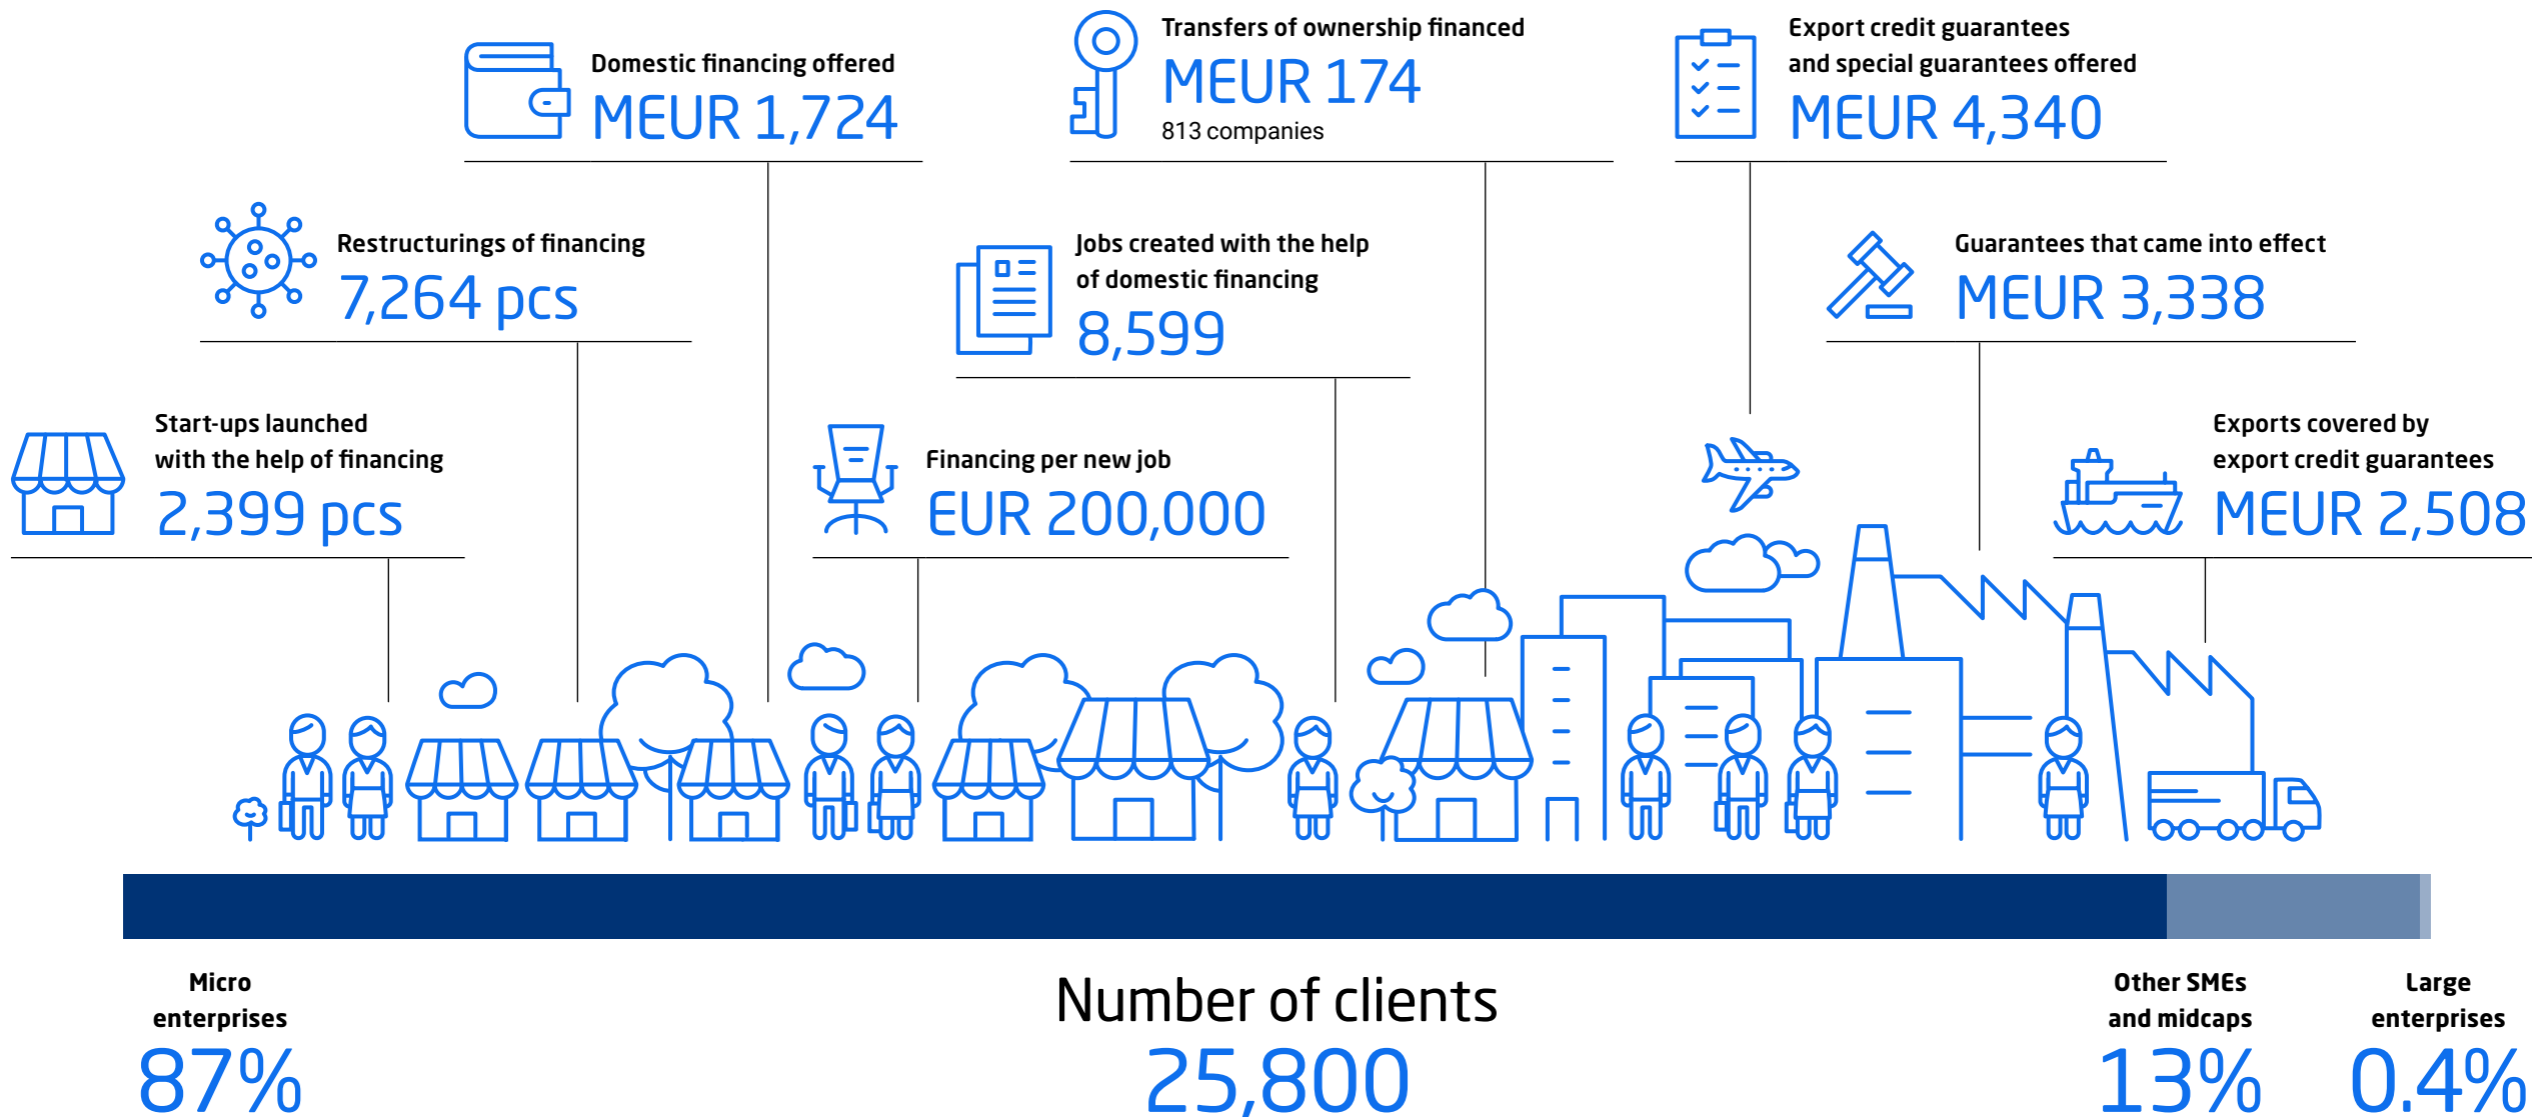 Domestic financing offered
MEUR 1,724
Transfers of ownership financed
MEUR 174
813 companies
Export credit guarantees
and special guarantees offered
MEUR 4,340
Restructurings of financing
7,264 pcs
Jobs created with the help
of domestic financing
8,599
Guarantees that came into effect
MEUR 3,338
Start-ups launched
with the help of financing
2,399 pcs
Financing per new job
EUR 200,000
Exports covered by
export credit guarantees
MEUR 2,508
Micro
enterprises
87%
Number of clients
25,800
Other SMEs
and midcaps
13%
Large
enterprises
0.4%